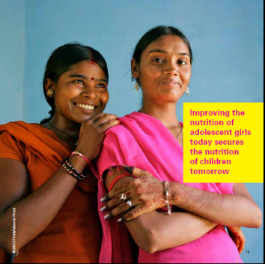 Improving the
nutrition of
adolescent girls
today secures
the nutrition
of children
tomorrow